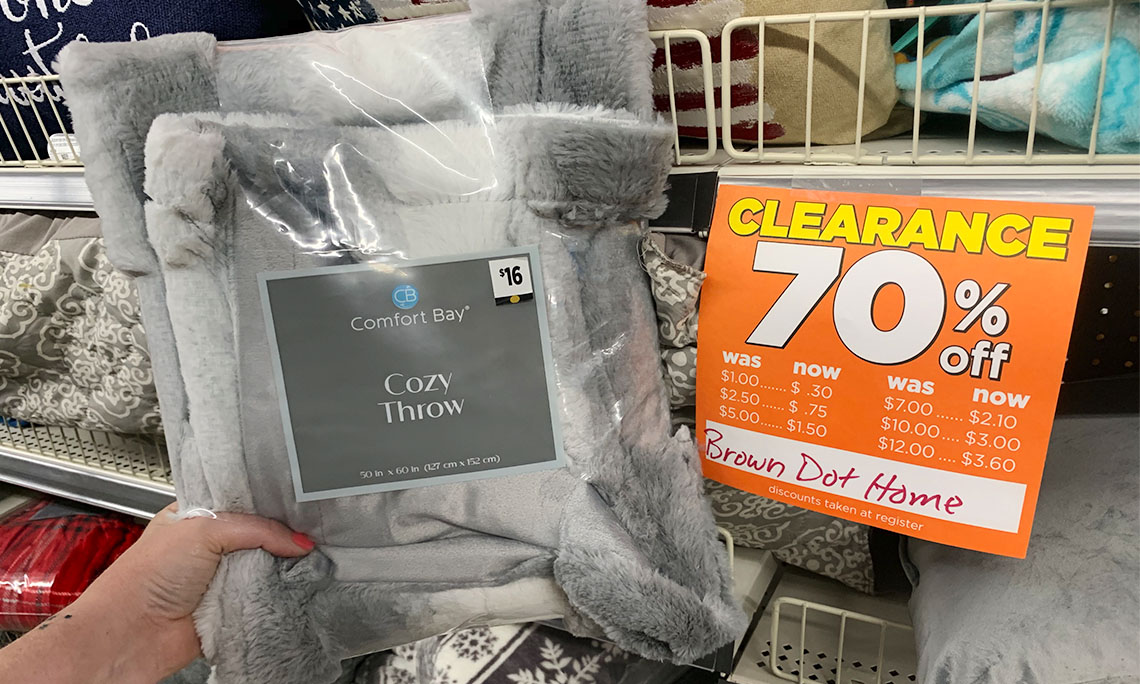 $16
CB
Comfort Bay®
Cozy
Throw
50 in x 60 in (127 cm x 152 cm)
CLEARANCE
70% off
was now
$1.00....... $ .30
$2.50....... $ .75
$5.00...... $1.50
was now
$7.00...... $2.10
$10.00.... $3.00
$12.00.... $3.60
Brown Dot Home
discounts taken at register